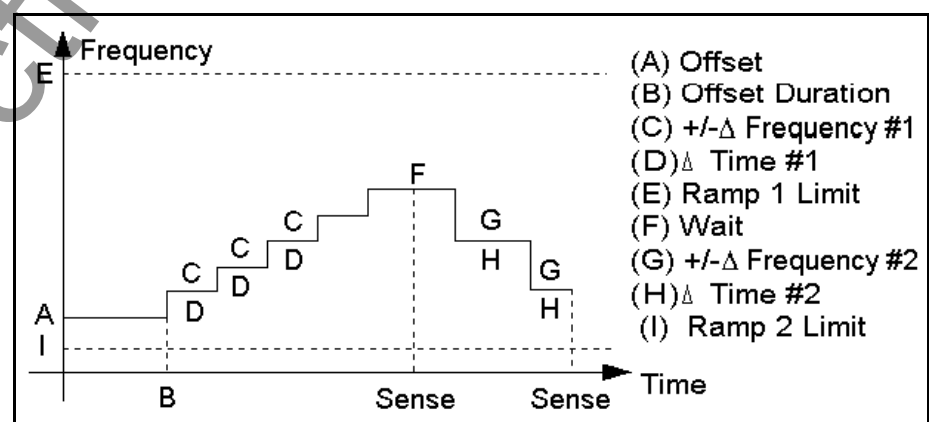 Frequency
E
F
C
G
C
C
D
H
G
C
D
D
H
A
I
Time
B
Sense
Sense
(A) Offset
(B) Offset Duration
(C) +/-Δ Frequency #1
(D)Δ Time #1
(E) Ramp 1 Limit
(F) Wait
(G) +/-Δ Frequency #2
(H)Δ Time #2
(I) Ramp 2 Limit